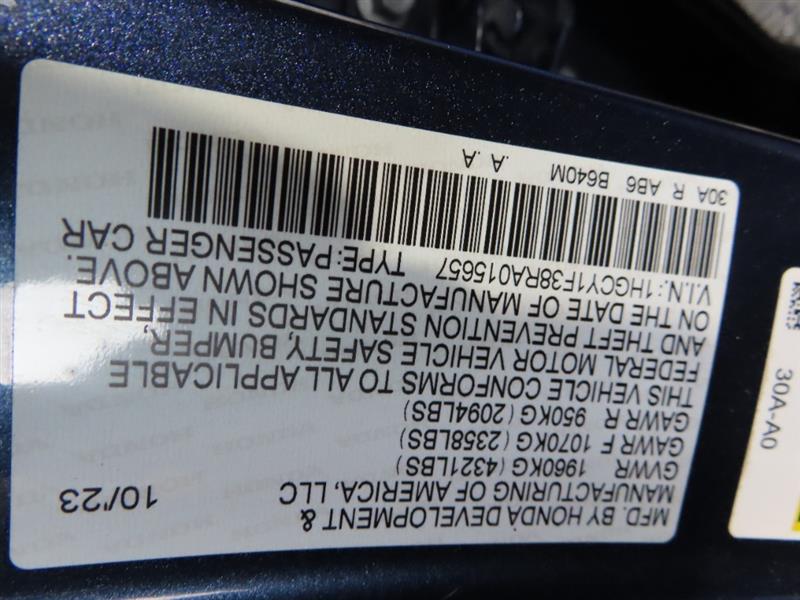 MFD. BY HONDA DEVELOPMENT &
MANUFACTURING OF AMERICA, LLC 10/'23
GVWR 1960KG (4321LBS)
GAWR F 1070KG (2358LBS)
GAWR R 950KG (2094LBS)
THIS VEHICLE CONFORMS TO ALL APPLICABLE
FEDERAL MOTOR VEHICLE SAFETY, BUMPER,
AND THEFT PREVENTION STANDARDS IN EFFECT
ON THE DATE OF MANUFACTURE SHOWN ABOVE.
V.I.N.:1HGCY1F38RA015657 TYPE:PASSENGER CAR
30A R AB6 B640M .A .A
30A-A0